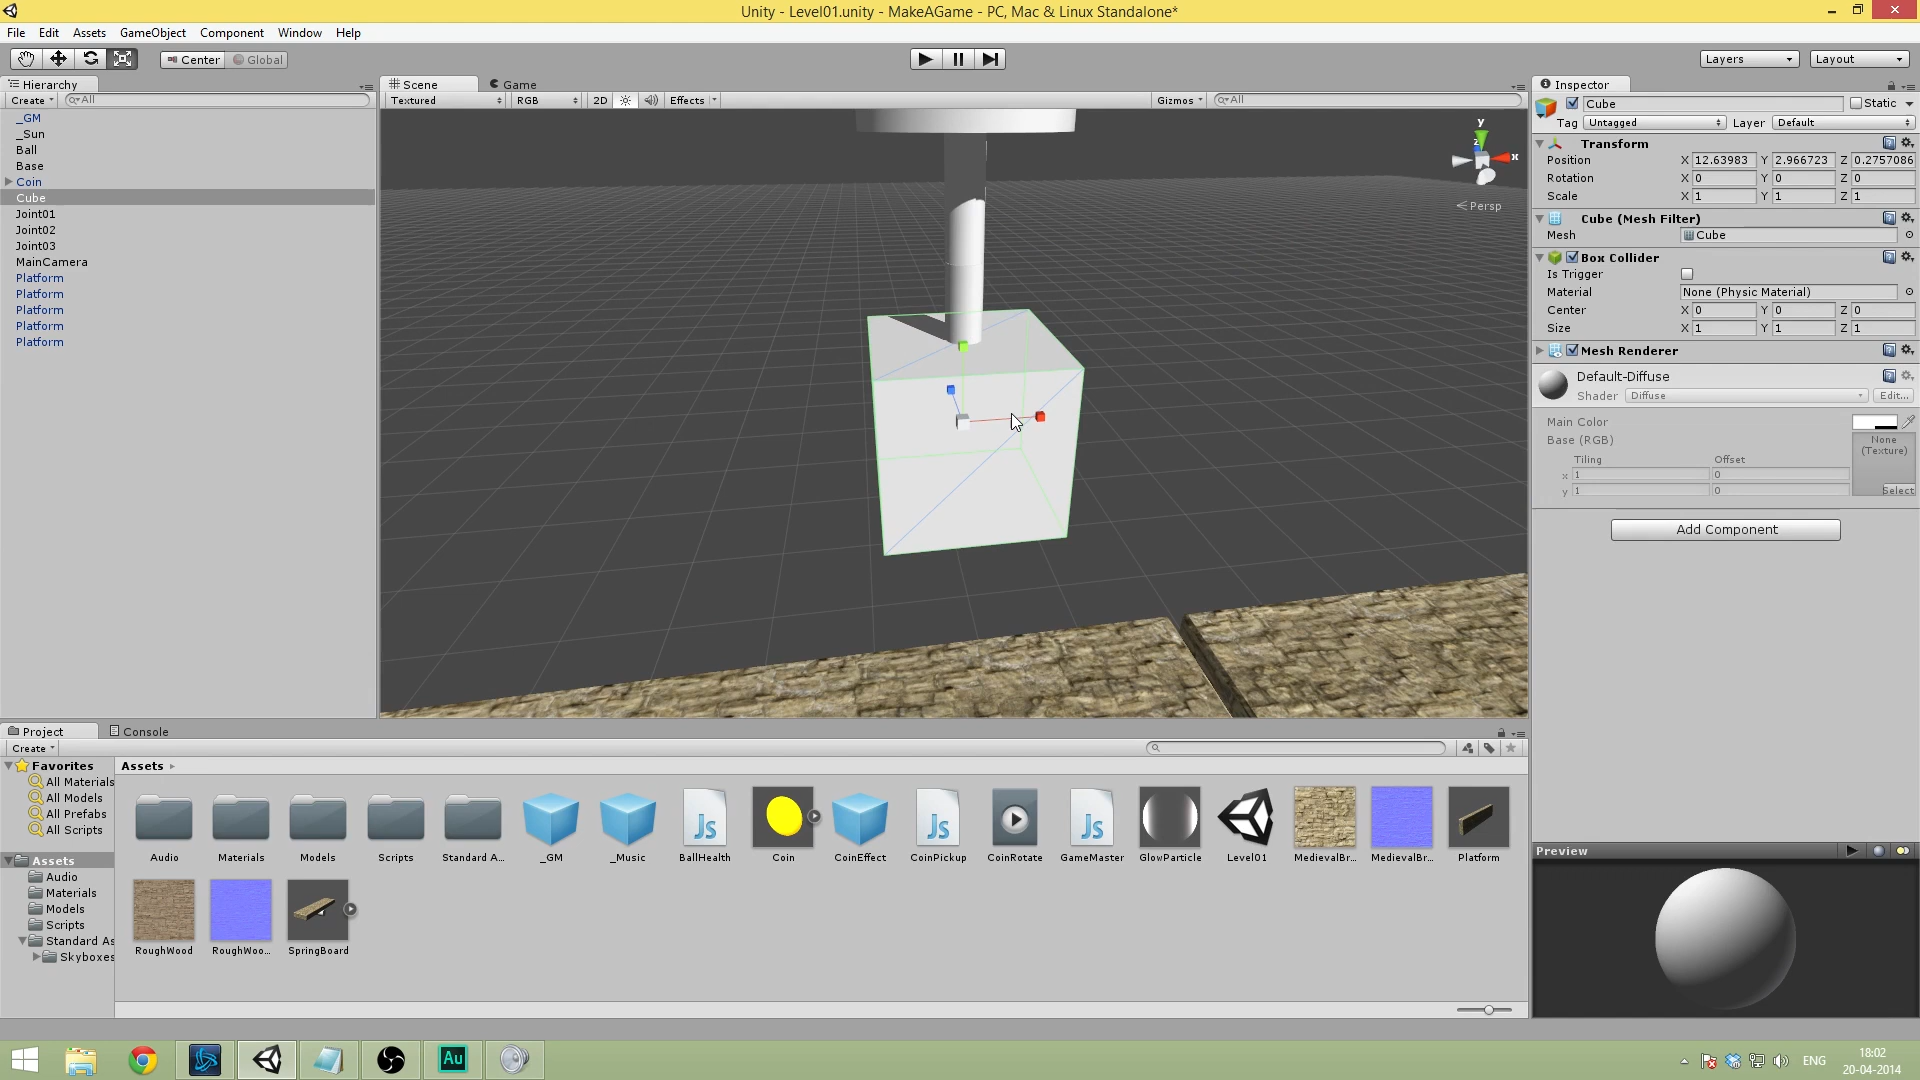 Unity - Level01.unity - MakeAGame - PC, Mac & Linux Standalone*
File Edit Assets GameObject Component Window Help
Center Global
Layers Layout
Hierarchy
Create All
_GM
_Sun
Ball
Base
Coin
Cube
Joint01
Joint02
Joint03
MainCamera
Platform
Platform
Platform
Platform
Platform
Scene Game
Textured RGB 2D Effects Gizmos All
y
z
x
Persp
Inspector
Cube Static
Tag Untagged Layer Default
Transform
Position X 12.63983 Y 2.966723 Z 0.2757086
Rotation X 0 Y 0 Z 0
Scale X 1 Y 1 Z 1
Cube (Mesh Filter)
Mesh Cube
Box Collider
Is Trigger
Material None (Physic Material)
Center X 0 Y 0 Z 0
Size X 1 Y 1 Z 1
Mesh Renderer
Default-Diffuse
Shader Diffuse Edit...
Main Color
Base (RGB) None
(Texture)
Tiling Offset
x 1 0
y 1 0
Select
Add Component
Preview
Project Console
Create
Favorites
All Materials
All Models
All Prefabs
All Scripts
Assets
Audio
Materials
Models
Scripts
Standard As
Skyboxes
Assets
Audio Materials Models Scripts Standard A... _GM _Music BallHealth Coin CoinEffect CoinPickup CoinRotate GameMaster GlowParticle Level01 MedievalBr... MedievalBr... Platform
Js Js Js
RoughWood RoughWoo... SpringBoard
Au
ENG
18:02
20-04-2014